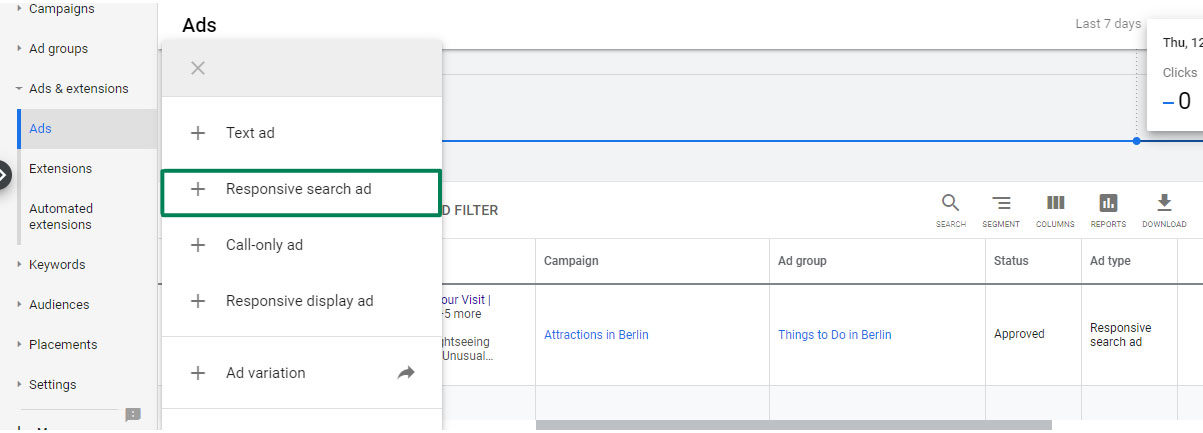 Campaigns
Ad groups
Ads & extensions
Ads
Extensions
Automated
extensions
Keywords
Audiences
Placements
Settings
Ads
Last 7 days
Thu, 12
Clicks
0
Text ad
Responsive search ad
Call-only ad
Responsive display ad
Ad variation
D FILTER
SEARCH
SEGMENT
COLUMNS
REPORTS
DOWNLOAD
Campaign
Ad group
Status
Ad type
our Visit |
5 more
ghtseeing
Unusual...
Attractions in Berlin
Things to Do in Berlin
Approved
Responsive
search ad